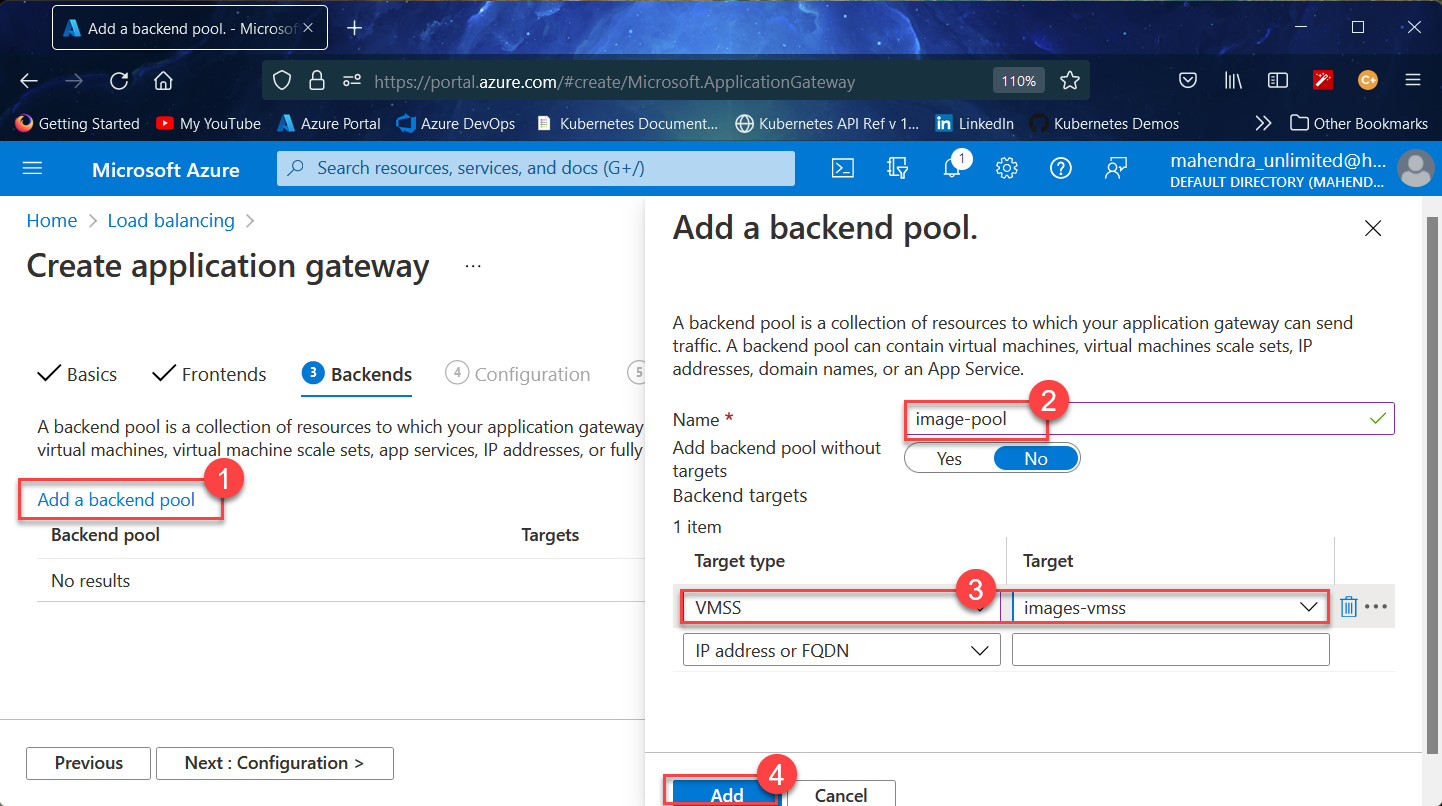 Add a backend pool. - Microsof
https://portal.azure.com/#create/Microsoft.ApplicationGateway
110%
C+
Getting Started
My YouTube
Azure Portal
Azure DevOps
Kubernetes Document...
Kubernetes API Ref v 1...
LinkedIn
Kubernetes Demos
Other Bookmarks
Microsoft Azure
Search resources, services, and docs (G+/)
1
mahendra_unlimited@h...
DEFAULT DIRECTORY (MAHEND...
Home > Load balancing >
Create application gateway ...
Basics
Frontends
3 Backends
4 Configuration
5
A backend pool is a collection of resources to which your application gateway
virtual machines, virtual machine scale sets, app services, IP addresses, or fully
1
Add a backend pool
Backend pool Targets
No results
Previous
Next : Configuration >
Add a backend pool.
A backend pool is a collection of resources to which your application gateway can send
traffic. A backend pool can contain virtual machines, virtual machines scale sets, IP
addresses, domain names, or an App Service.
2
Name * image-pool
Add backend pool without
targets
Yes No
Backend targets
1 item
Target type Target
3
VMSS images-vmss
IP address or FQDN
4
Add
Cancel